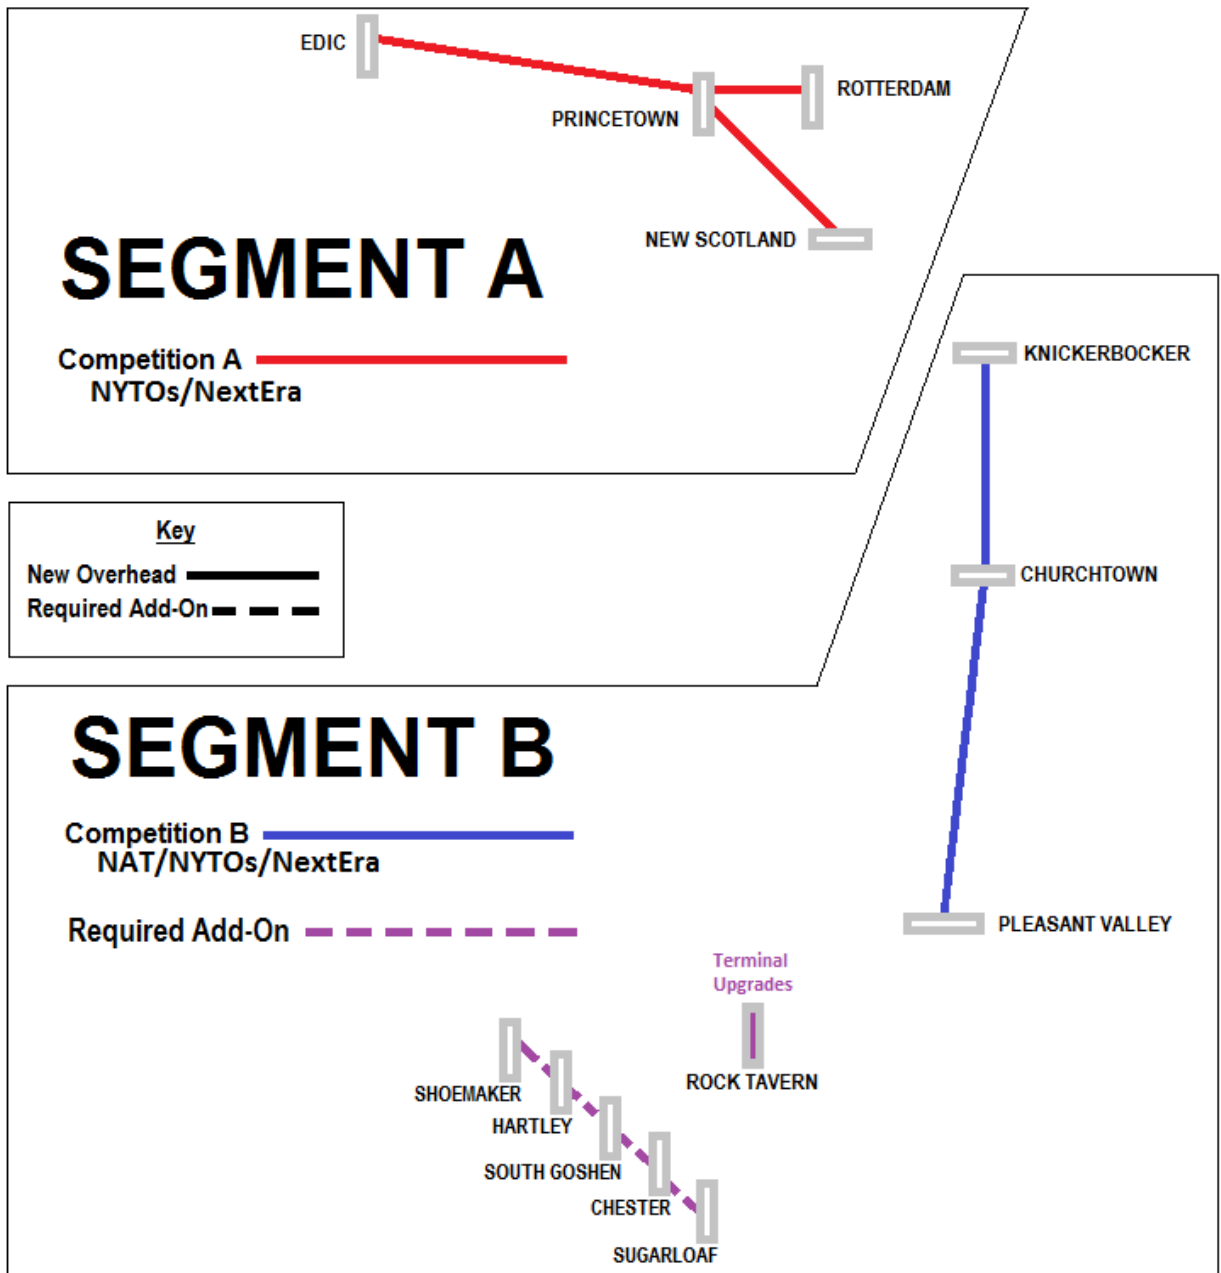 EDIC
ROTTERDAM
PRINCETOWN
NEW SCOTLAND
SEGMENT A
Competition A
NYTOs/NextEra
KNICKERBOCKER
Key
New Overhead
Required Add-On
CHURCHTOWN
SEGMENT B
Competition B
NAT/NYTOs/NextEra
Required Add-On
PLEASANT VALLEY
Terminal
Upgrades
ROCK TAVERN
SHOEMAKER
HARTLEY
SOUTH GOSHEN
CHESTER
SUGARLOAF